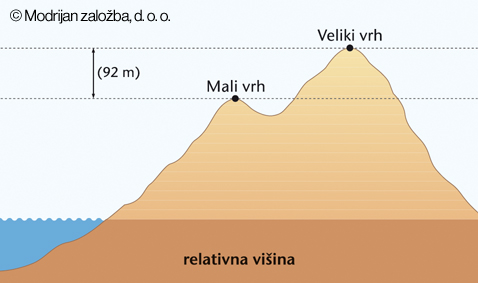 © Modrijan založba, d. o. o.
Veliki vrh
(92 m)
Mali vrh
relativna višina